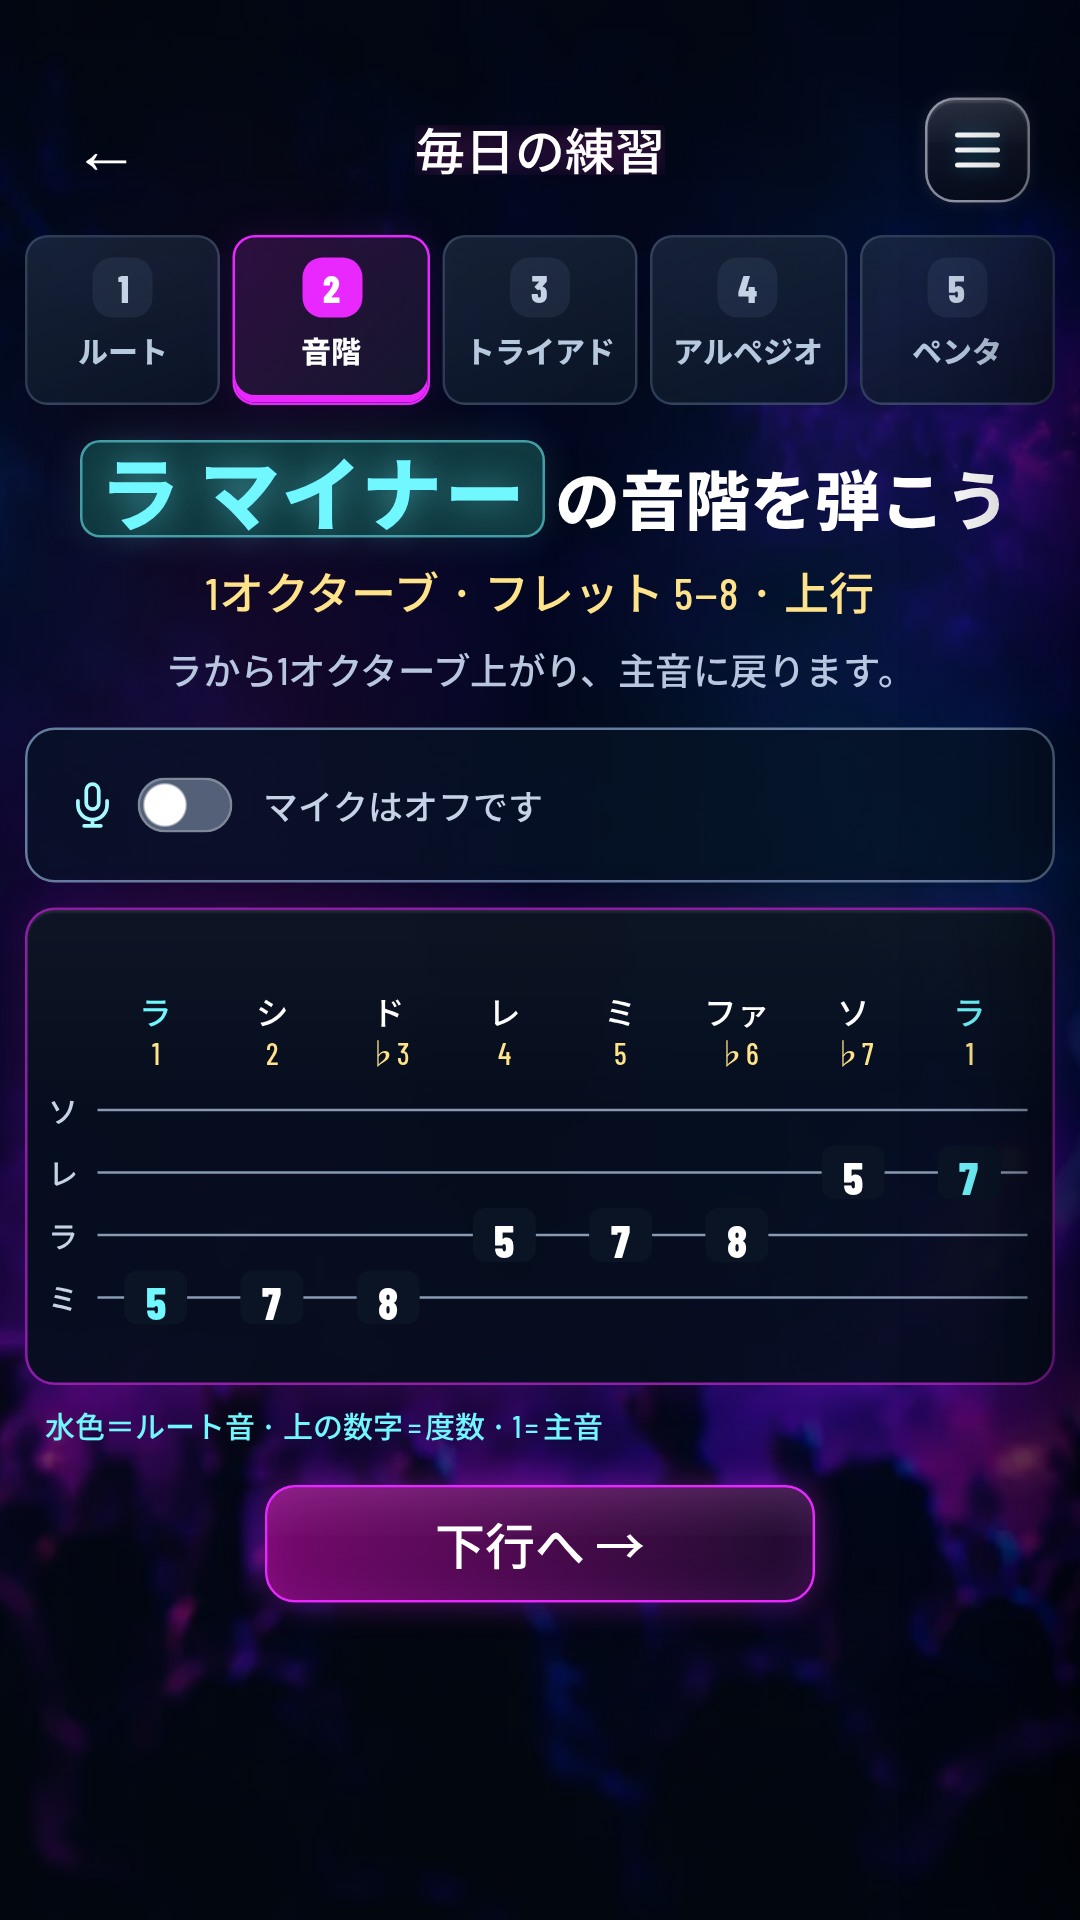 ← 毎日の練習
1 2 3 4 5
ルート 音階 トライアド アルペジオ ペンタ
ラ マイナー の音階を弾こう
1オクターブ · フレット 5–8 · 上行
ラから1オクターブ上がり、主音に戻ります。
マイクはオフです
ラ シ ド レ ミ ファ ソ ラ
1 2 ♭3 4 5 ♭6 ♭7 1
ソ
レ 5 7
ラ 5 7 8
ミ 5 7 8
水色＝ルート音 · 上の数字=度数 · 1=主音
下行へ →